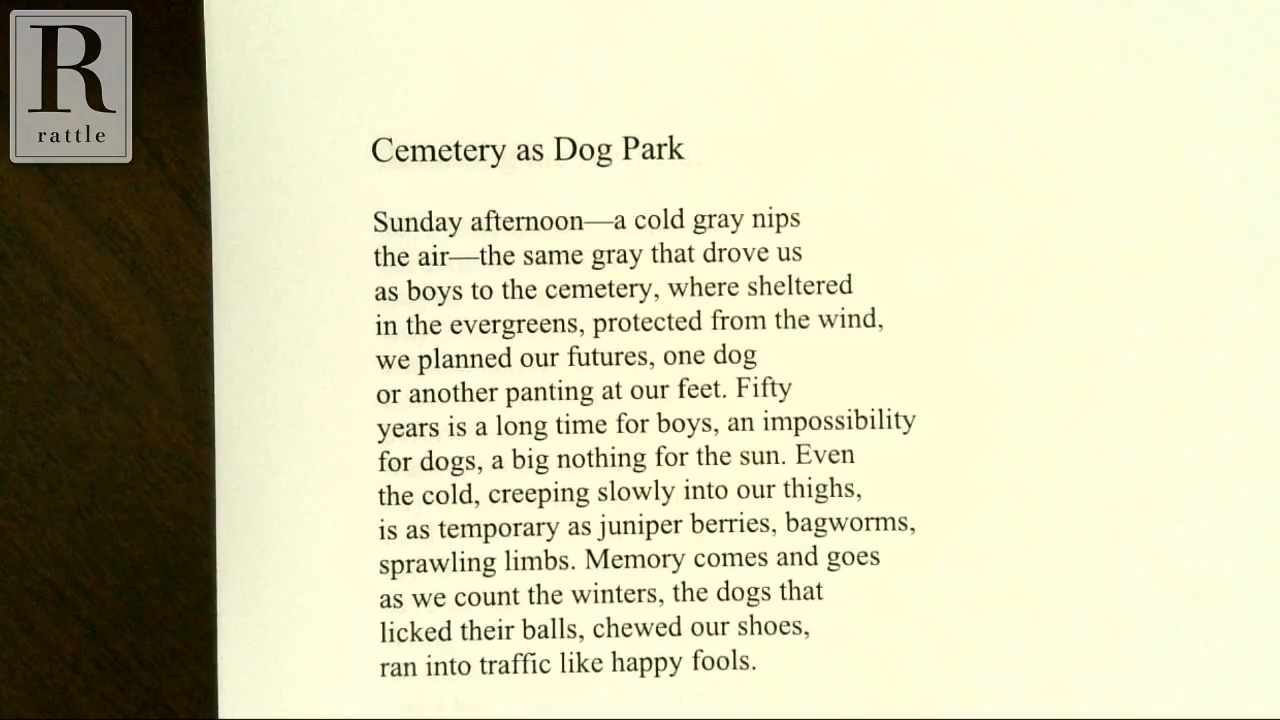 R
rattle
Cemetery as Dog Park
Sunday afternoon—a cold gray nips
the air—the same gray that drove us
as boys to the cemetery, where sheltered
in the evergreens, protected from the wind,
we planned our futures, one dog
or another panting at our feet. Fifty
years is a long time for boys, an impossibility
for dogs, a big nothing for the sun. Even
the cold, creeping slowly into our thighs,
is as temporary as juniper berries, bagworms,
sprawling limbs. Memory comes and goes
as we count the winters, the dogs that
licked their balls, chewed our shoes,
ran into traffic like happy fools.